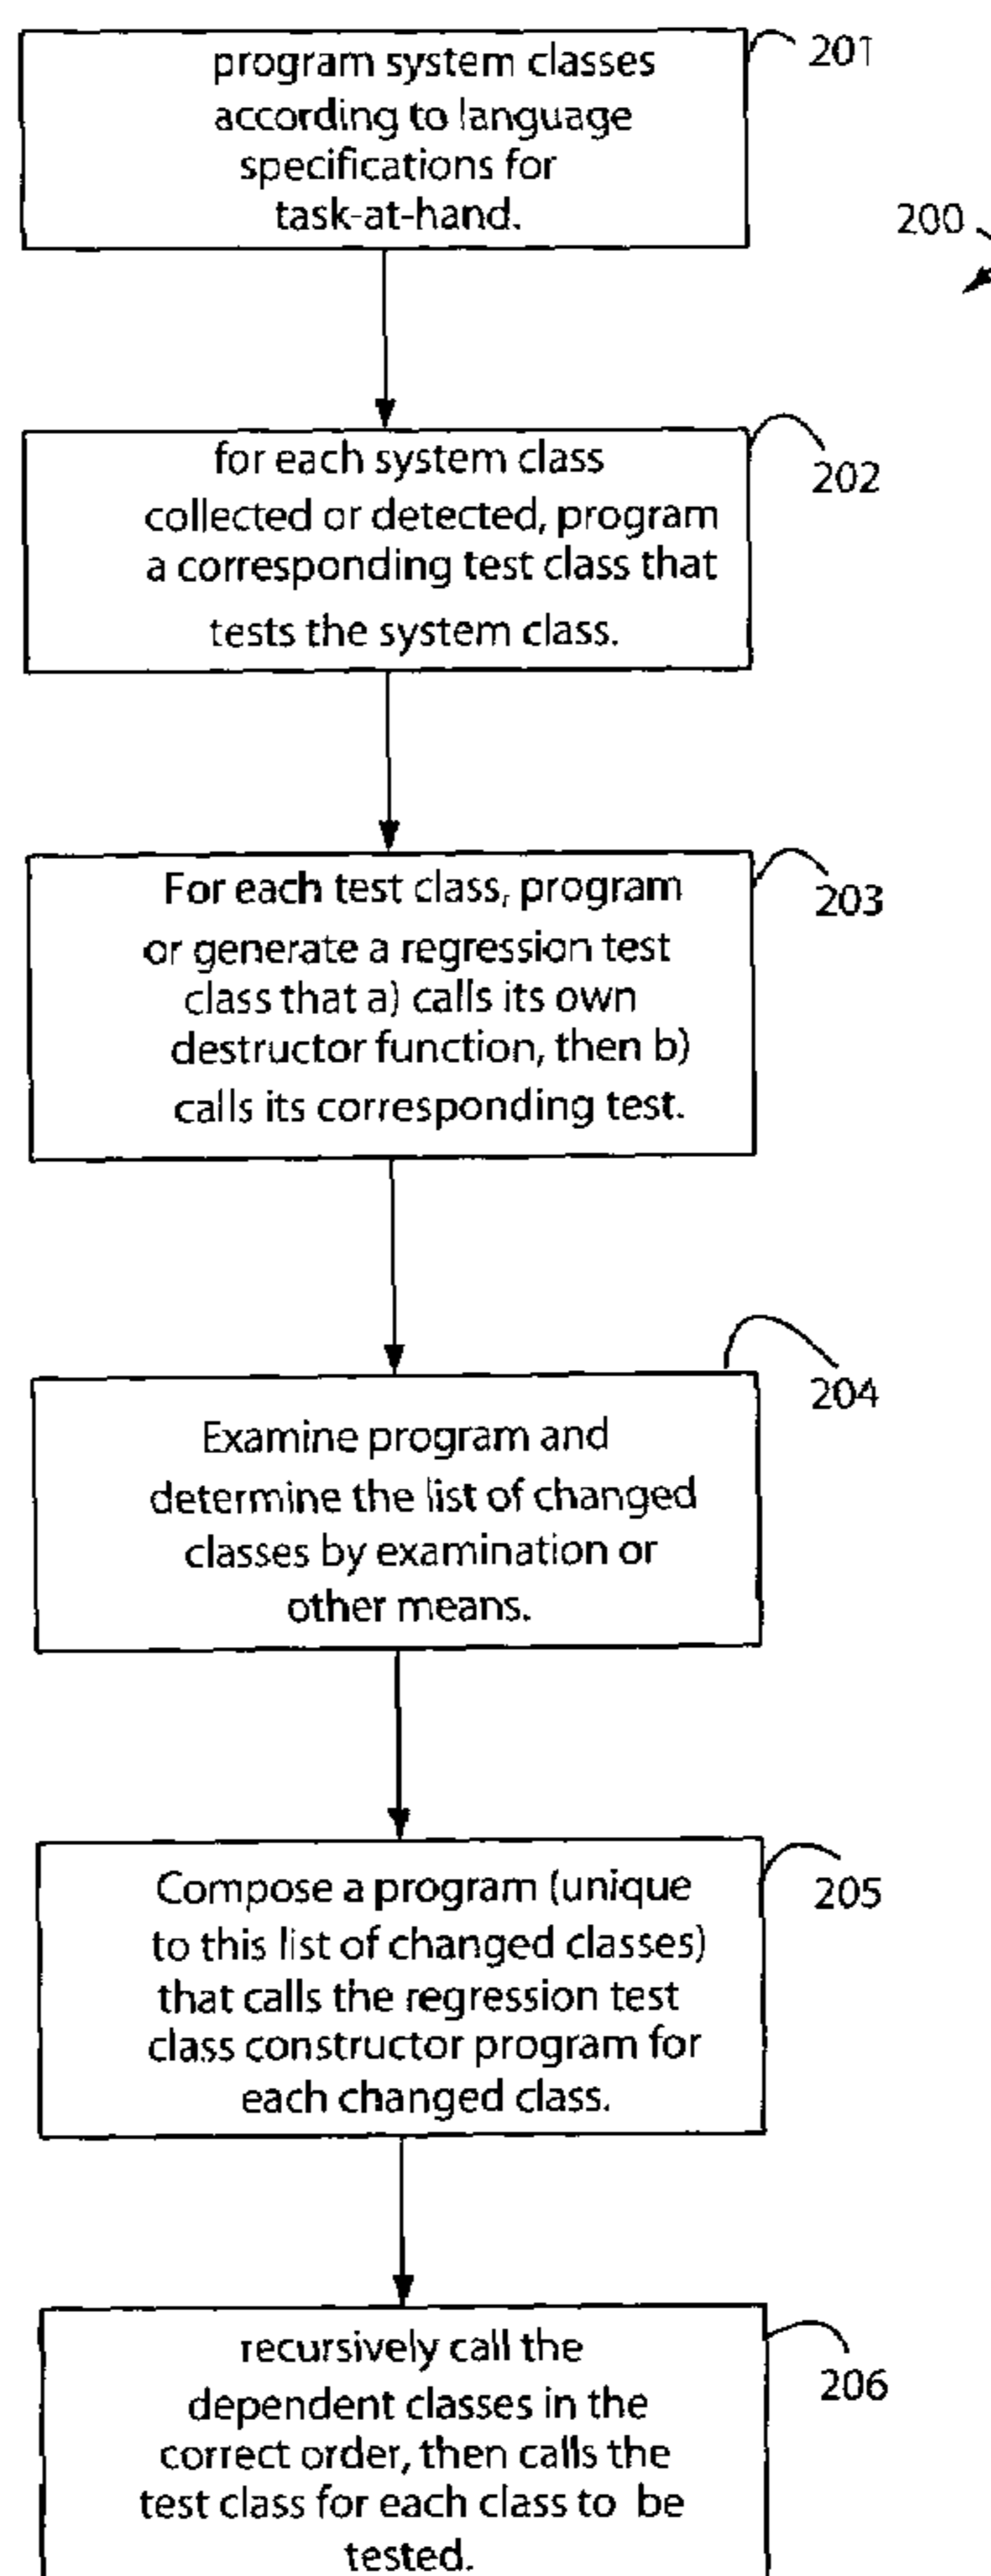 program system classes
according to language
specifications for
task-at-hand.
201
200
for each system class
collected or detected, program
a corresponding test class that
tests the system class.
202
For each test class, program
or generate a regression test
class that a) calls its own
destructor function, then b)
calls its corresponding test.
203
Examine program and
determine the list of changed
classes by examination or
other means.
204
Compose a program (unique
to this list of changed classes)
that calls the regression test
class constructor program for
each changed class.
205
recursively call the
dependent classes in the
correct order, then calls the
test class for each class to be
tested.
206